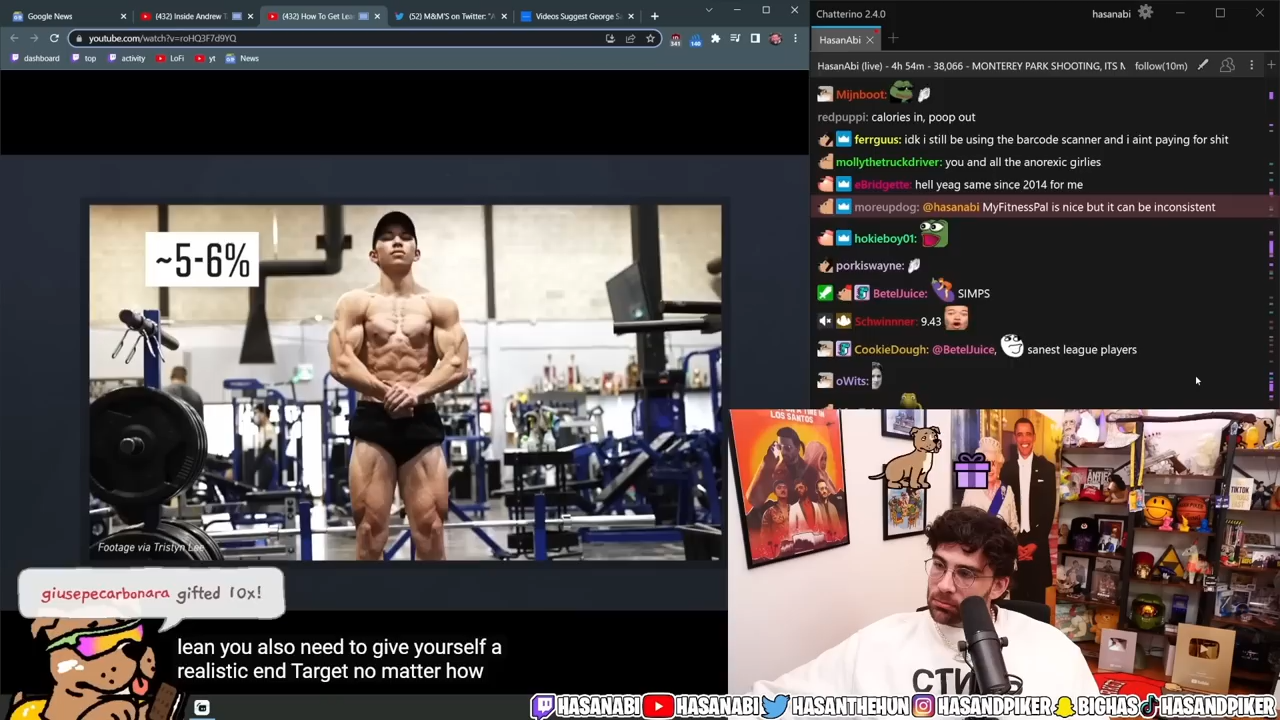 Google News
(432) Inside Andrew T
(432) How To Get Lea
(52) M&M'S on Twitter: "A
Videos Suggest George S
youtube.com/watch?v=roHQ3F7d9YQ
341
140
dashboard
top
activity
LoFi
yt
News
~5-6%
Footage via Tristyn Lee
giusepecarbonara gifted 10x!
lean you also need to give yourself a
realistic end Target no matter how
Chatterino 2.4.0
hasanabi
HasanAbi
HasanAbi (live) - 4h 54m - 38,066 - MONTEREY PARK SHOOTING, ITS M
follow(10m)
Mijnboot:
redpuppi: calories in, poop out
ferrguus: idk i still be using the barcode scanner and i aint paying for shit
mollythetruckdriver: you and all the anorexic girlies
eBridgette: hell yeag same since 2014 for me
moreupdog: @hasanabi MyFitnessPal is nice but it can be inconsistent
hokieboy01:
porkiswayne:
BetelJuice: SIMPS
Schwinnner: 9.43
CookieDough: @BetelJuice, sanest league players
oWits:
LOS SANTOS
TIKTOK
HASANABI
HASANABI
HASANTHEHUN
HASANDPIKER
BIGHAS
HASANDPIKER